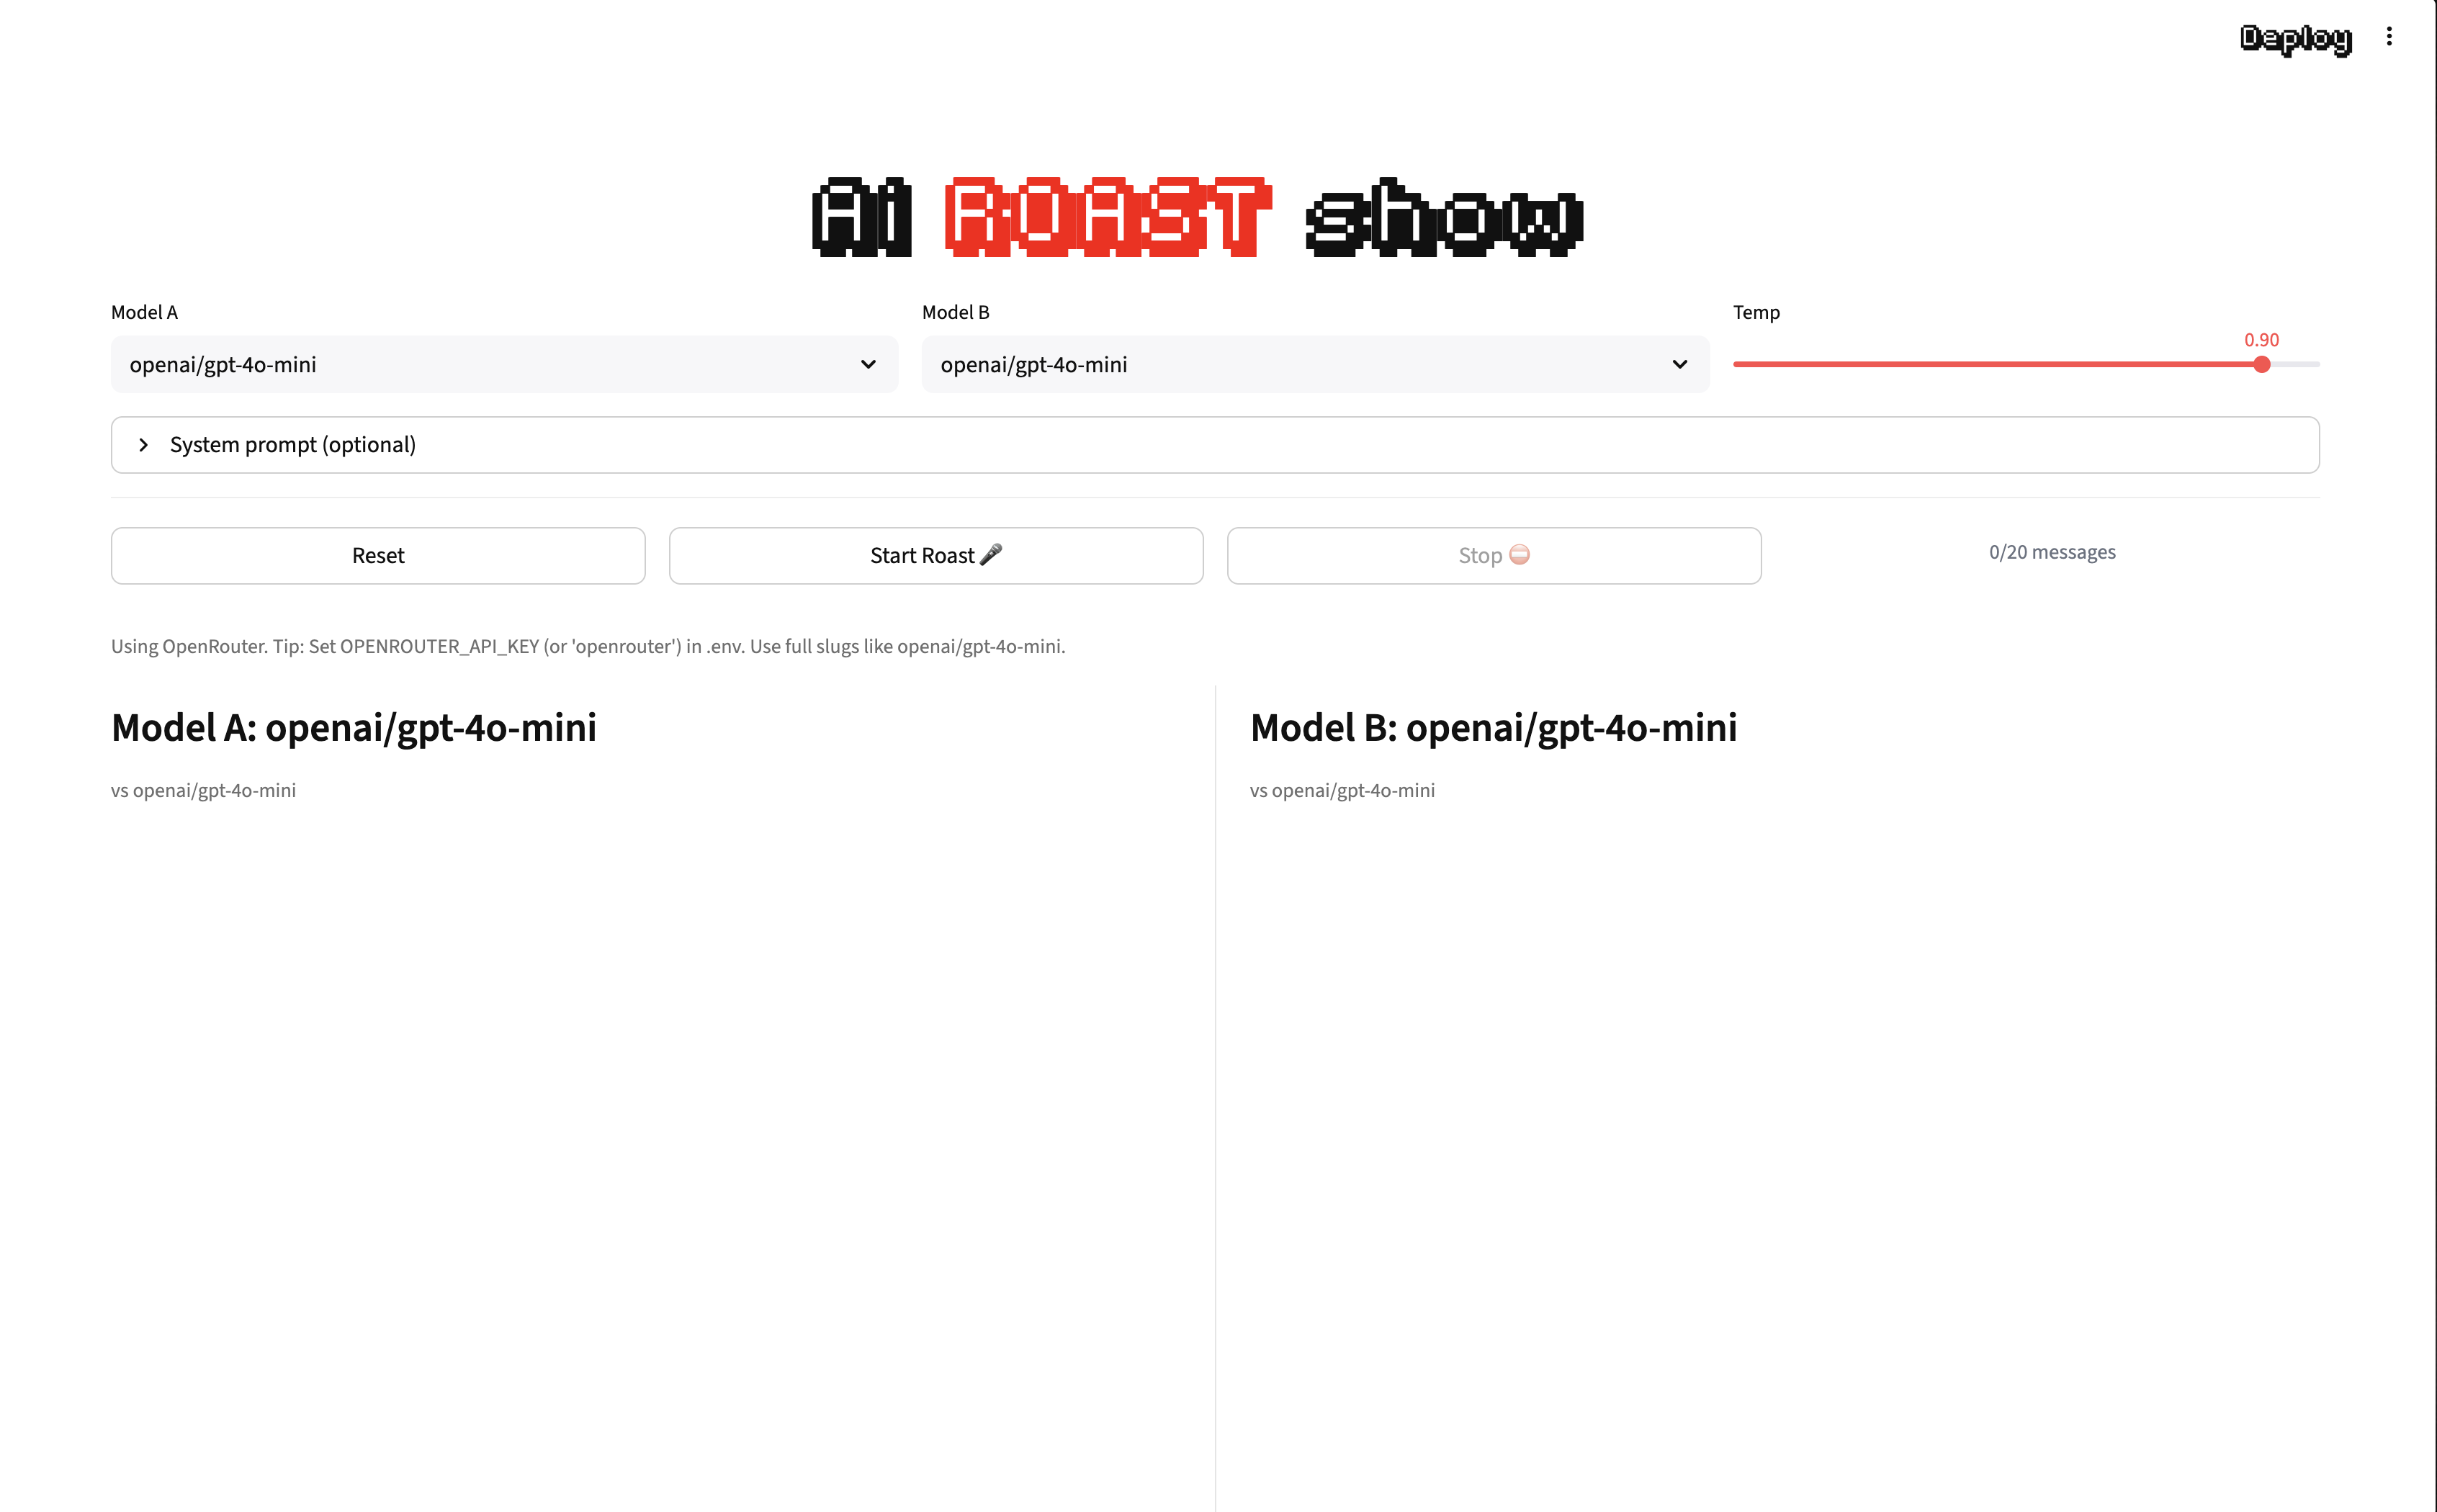 Deploy
AI ROAST show
Model A
Model B
Temp
openai/gpt-4o-mini
openai/gpt-4o-mini
0.90
System prompt (optional)
Reset
Start Roast 🎤
Stop ⛔
0/20 messages
Using OpenRouter. Tip: Set OPENROUTER_API_KEY (or 'openrouter') in .env. Use full slugs like openai/gpt-4o-mini.
Model A: openai/gpt-4o-mini
vs openai/gpt-4o-mini
Model B: openai/gpt-4o-mini
vs openai/gpt-4o-mini